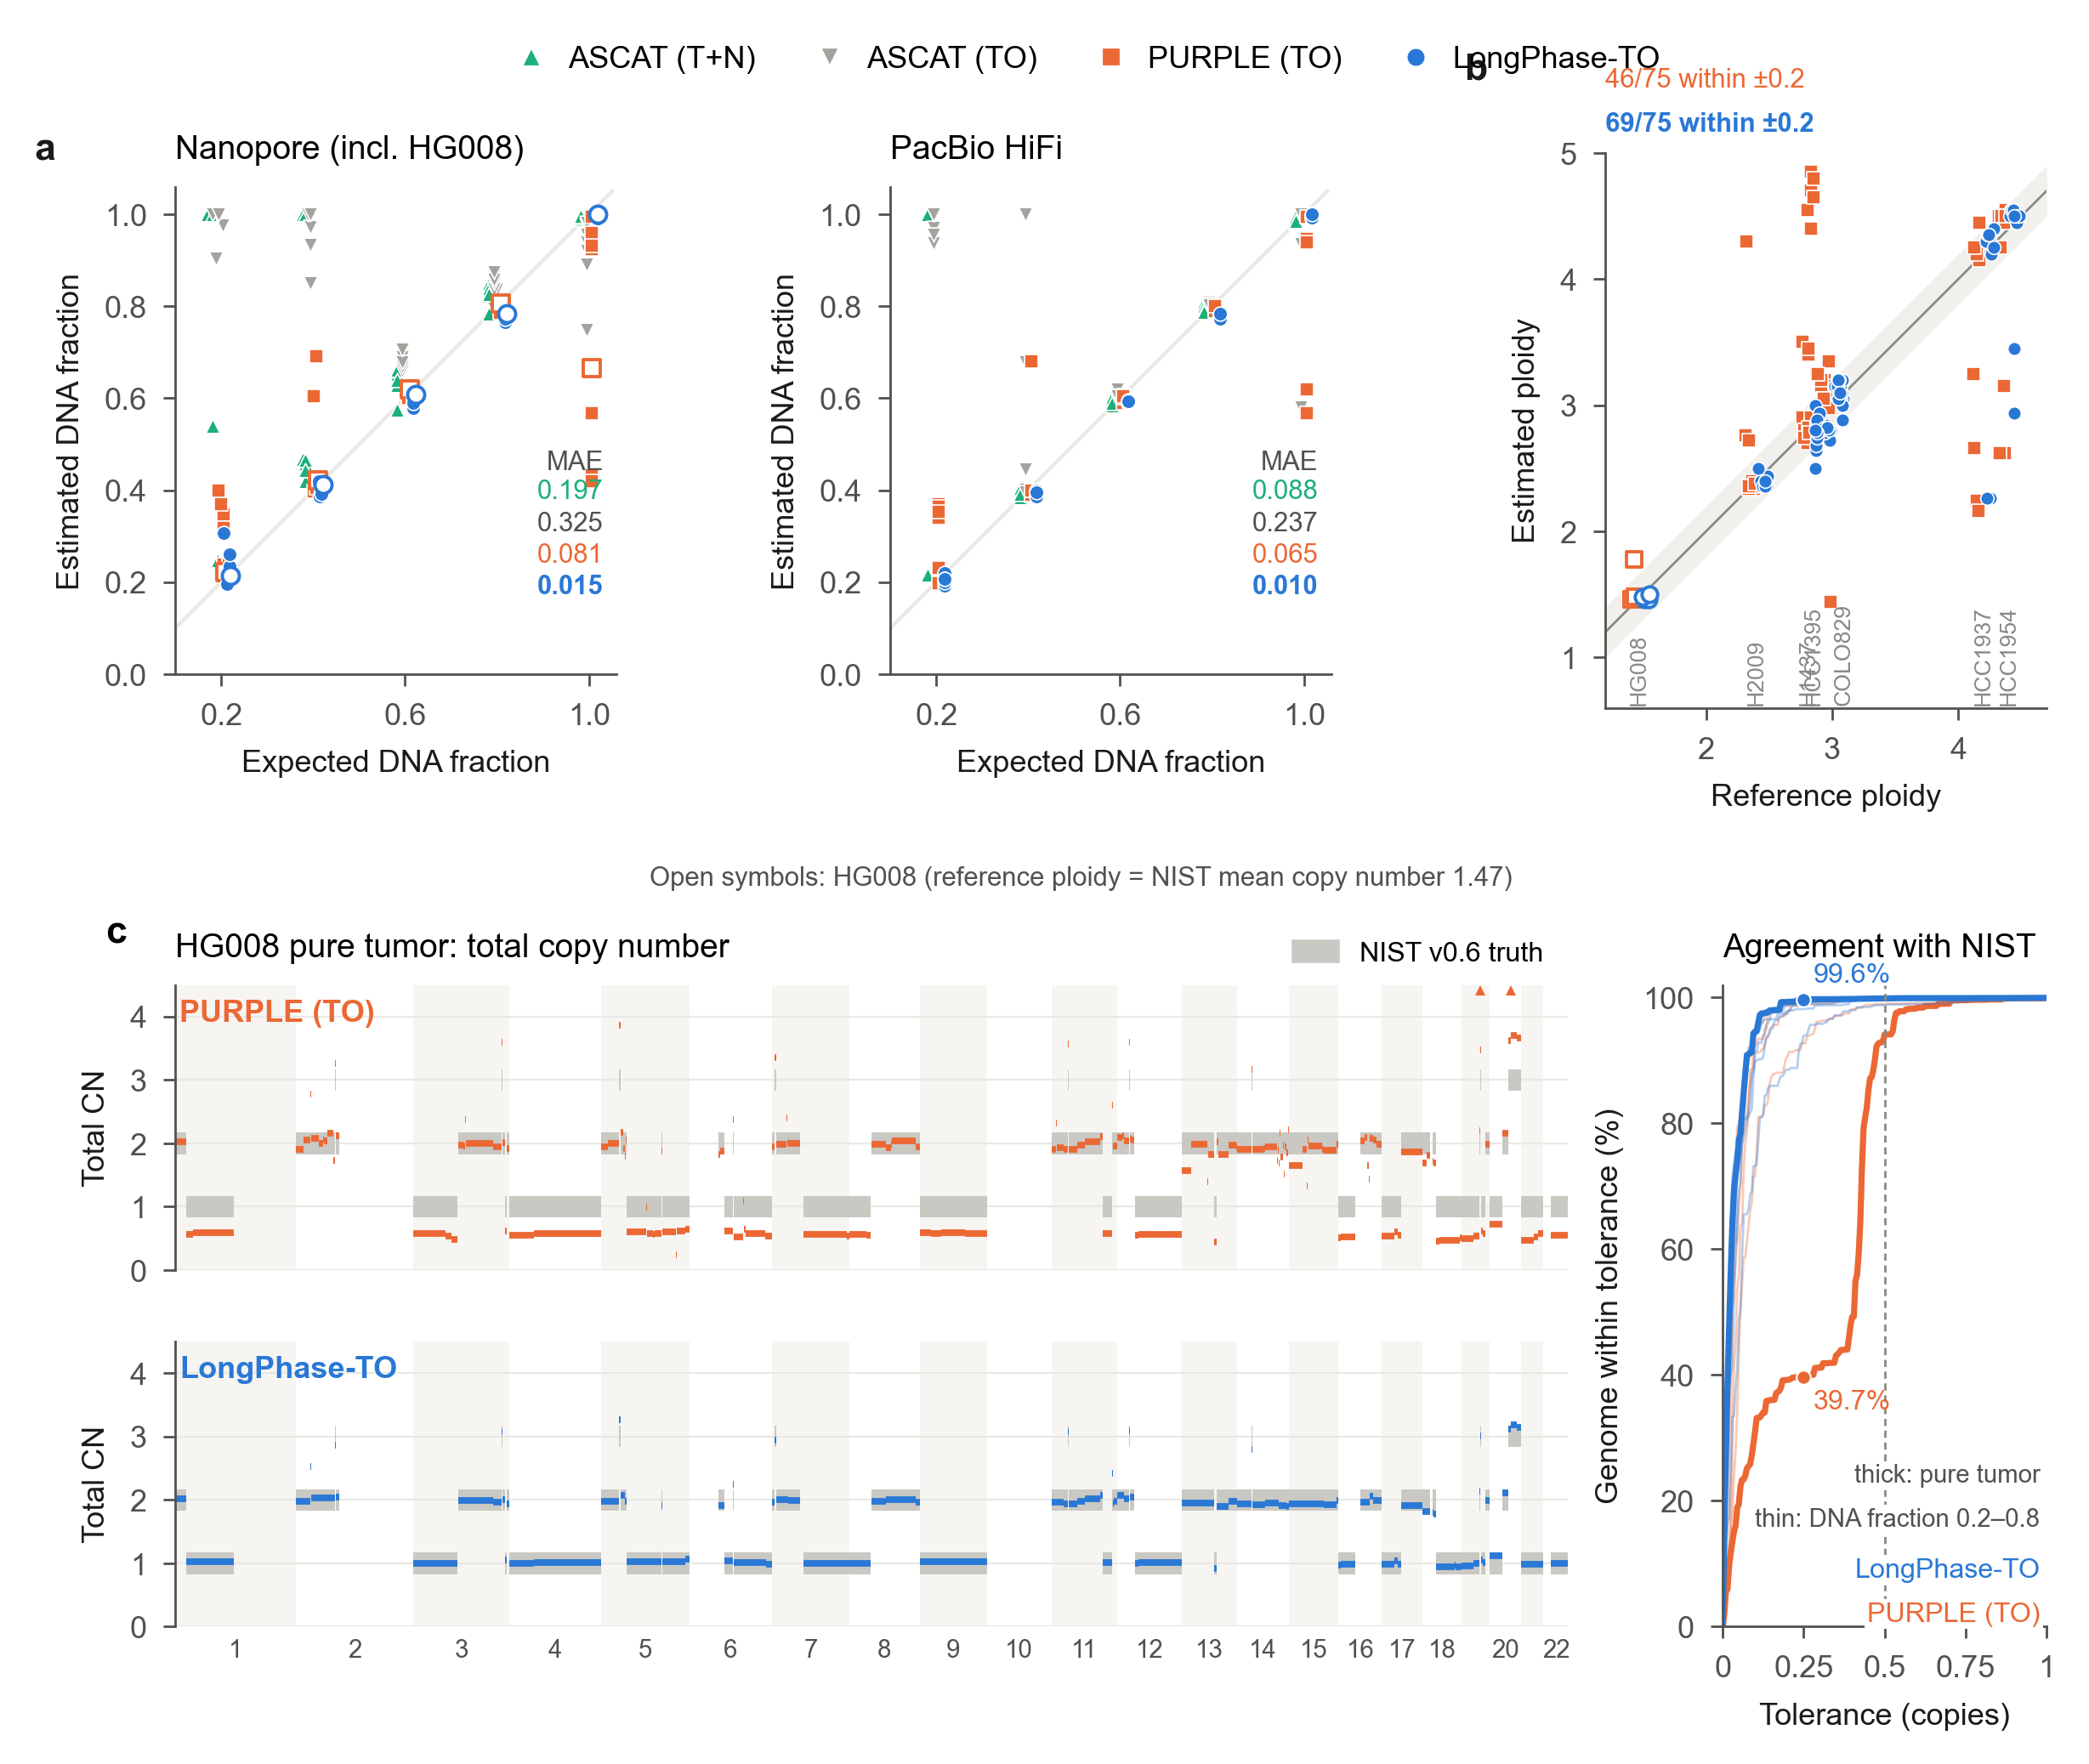 ASCAT (T+N)
ASCAT (TO)
PURPLE (TO)
LongPhase-TO
a
Nanopore (incl. HG008)
1.0
0.8
0.6
0.4
0.2
0.0
0.2
0.6
1.0
Estimated DNA fraction
Expected DNA fraction
MAE
0.197
0.325
0.081
0.015
PacBio HiFi
1.0
0.8
0.6
0.4
0.2
0.0
0.2
0.6
1.0
Estimated DNA fraction
Expected DNA fraction
MAE
0.088
0.237
0.065
0.010
b
46/75 within ±0.2
69/75 within ±0.2
5
4
3
2
1
2
3
4
Estimated ploidy
Reference ploidy
HG008
H2009
H1437
HCC1395
COLO829
HCC1937
HCC1954
Open symbols: HG008 (reference ploidy = NIST mean copy number 1.47)
c
HG008 pure tumor: total copy number
NIST v0.6 truth
PURPLE (TO)
4
3
2
1
0
Total CN
LongPhase-TO
4
3
2
1
0
Total CN
1
2
3
4
5
6
7
8
9
10
11
12
13
14
15
16
17
18
20
22
Agreement with NIST
99.6%
39.7%
100
80
60
40
20
0
Genome within tolerance (%)
thick: pure tumor
thin: DNA fraction 0.2–0.8
LongPhase-TO
PURPLE (TO)
0
0.25
0.5
0.75
1
Tolerance (copies)